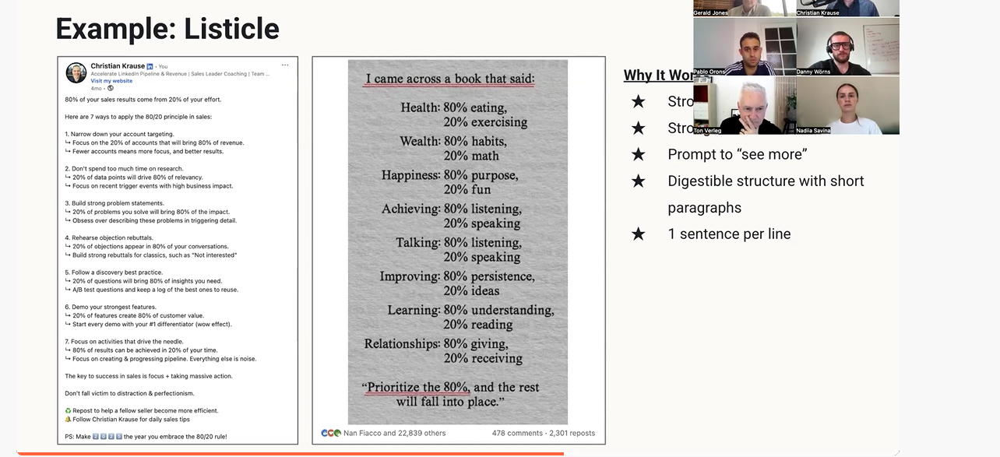 Example: Listicle
Christian Krause in • You
Accelerate LinkedIn Pipeline & Revenue | Sales Leader Coaching | Team ...
Visit my website
4mo •
80% of your sales results come from 20% of your effort.
Here are 7 ways to apply the 80/20 principle in sales:
1. Narrow down your account targeting.
↳ Focus on the 20% of accounts that will bring 80% of revenue.
↳ Fewer accounts means more focus, and better results.
2. Don't spend too much time on research.
↳ 20% of data points will drive 80% of relevancy.
↳ Focus on recent trigger events with high business impact.
3. Build strong problem statements.
↳ 20% of problems you solve will bring 80% of the impact.
↳ Obsess over describing these problems in triggering detail.
4. Rehearse objection rebuttals.
↳ 20% of objections appear in 80% of your conversations.
↳ Build strong rebuttals for classics, such as "Not interested"
5. Follow a discovery best practice.
↳ 20% of questions will bring 80% of insights you need.
↳ A/B test questions and keep a log of the best ones to reuse.
6. Demo your strongest features.
↳ 20% of features create 80% of customer value.
↳ Start every demo with your #1 differentiator (wow effect).
7. Focus on activities that drive the needle.
↳ 80% of results can be achieved in 20% of your time.
↳ Focus on creating & progressing pipeline. Everything else is noise.
The key to success in sales is focus + taking massive action.
Don't fall victim to distraction & perfectionism.
♻️ Repost to help a fellow seller become more efficient.
🔔 Follow Christian Krause for daily sales tips
PS: Make 2️⃣0️⃣2️⃣5️⃣ the year you embrace the 80/20 rule!
I came across a book that said:
Health: 80% eating,
20% exercising
Wealth: 80% habits,
20% math
Happiness: 80% purpose,
20% fun
Achieving: 80% listening,
20% speaking
Talking: 80% listening,
20% speaking
Improving: 80% persistence,
20% ideas
Learning: 80% understanding,
20% reading
Relationships: 80% giving,
20% receiving
“Prioritize the 80%, and the rest
will fall into place.”
Nan Fiacco and 22,839 others
478 comments • 2,301 reposts
Why It Wo
★ Stro
★ Stro
★ Prompt to “see more”
★ Digestible structure with short
paragraphs
★ 1 sentence per line
Gerald Jones
Christian Krause
Pablo Orons
Danny Wörns
Ton Verleg
Nadiia Savina